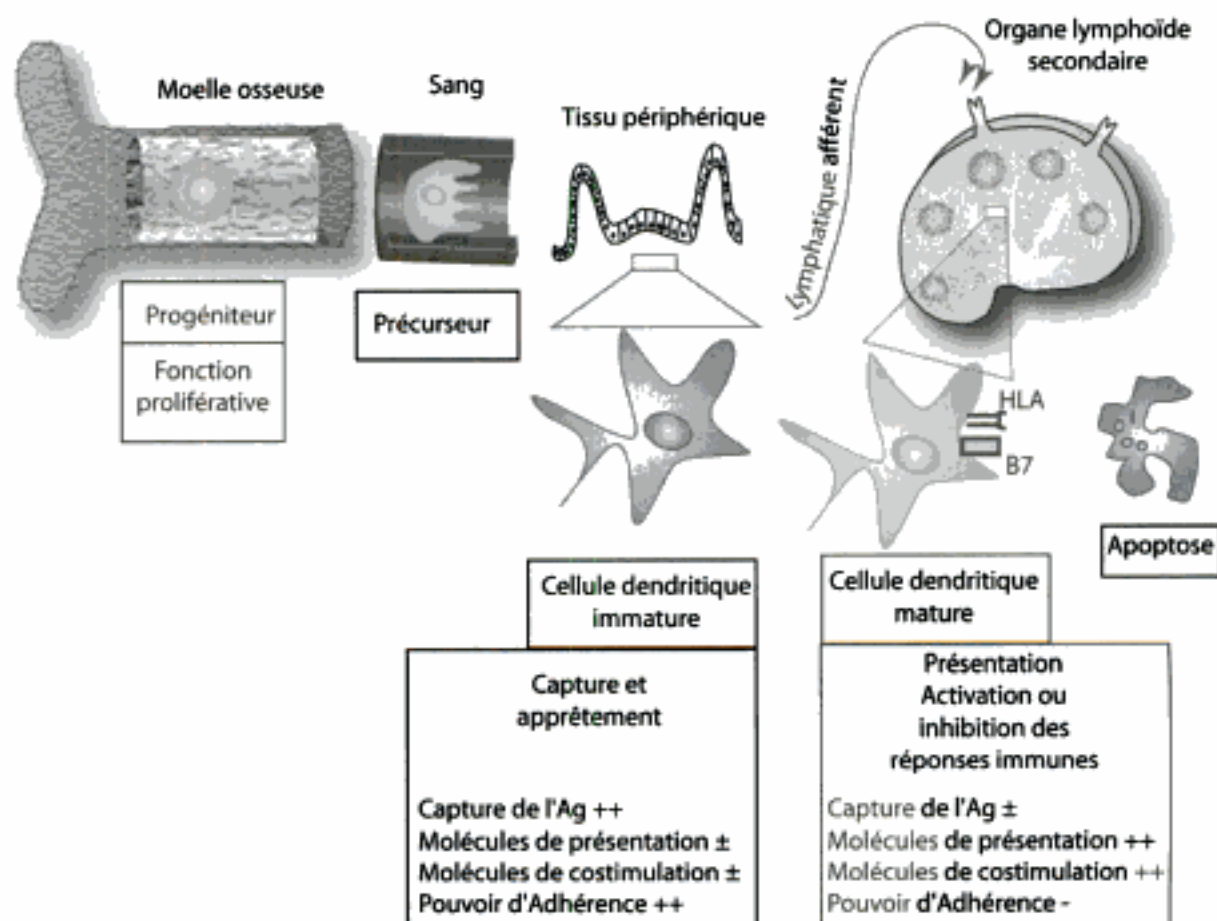 Moelle osseuse
Sang
Tissu périphérique
Lymphatique afférent
Organe lymphoïde
secondaire
Progéniteur
Fonction
proliférative
Précurseur
HLA
B7
Apoptose
Cellule dendritique
immature
Capture et
apprêtement
Capture de l'Ag ++
Molécules de présentation ±
Molécules de costimulation ±
Pouvoir d'Adhérence ++
Cellule dendritique
mature
Présentation
Activation ou
inhibition des
réponses immunes
Capture de l'Ag ±
Molécules de présentation ++
Molécules de costimulation ++
Pouvoir d'Adhérence -